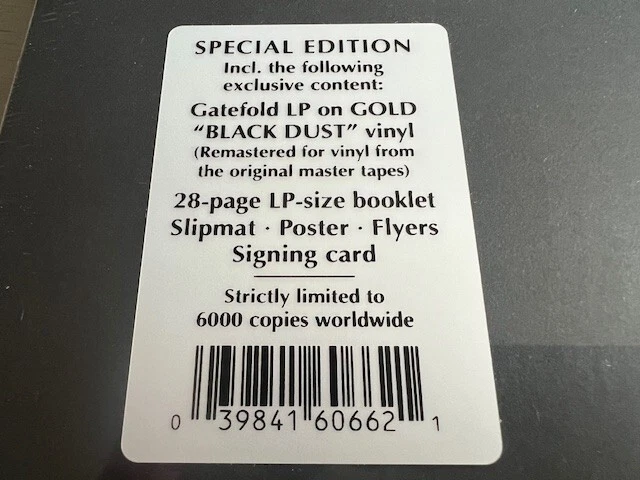 SPECIAL EDITION
Incl. the following
exclusive content:
Gatefold LP on GOLD
“BLACK DUST” vinyl
(Remastered for vinyl from
the original master tapes)
28-page LP-size booklet
Slipmat · Poster · Flyers
Signing card
Strictly limited to
6000 copies worldwide
0 39841 60662 1